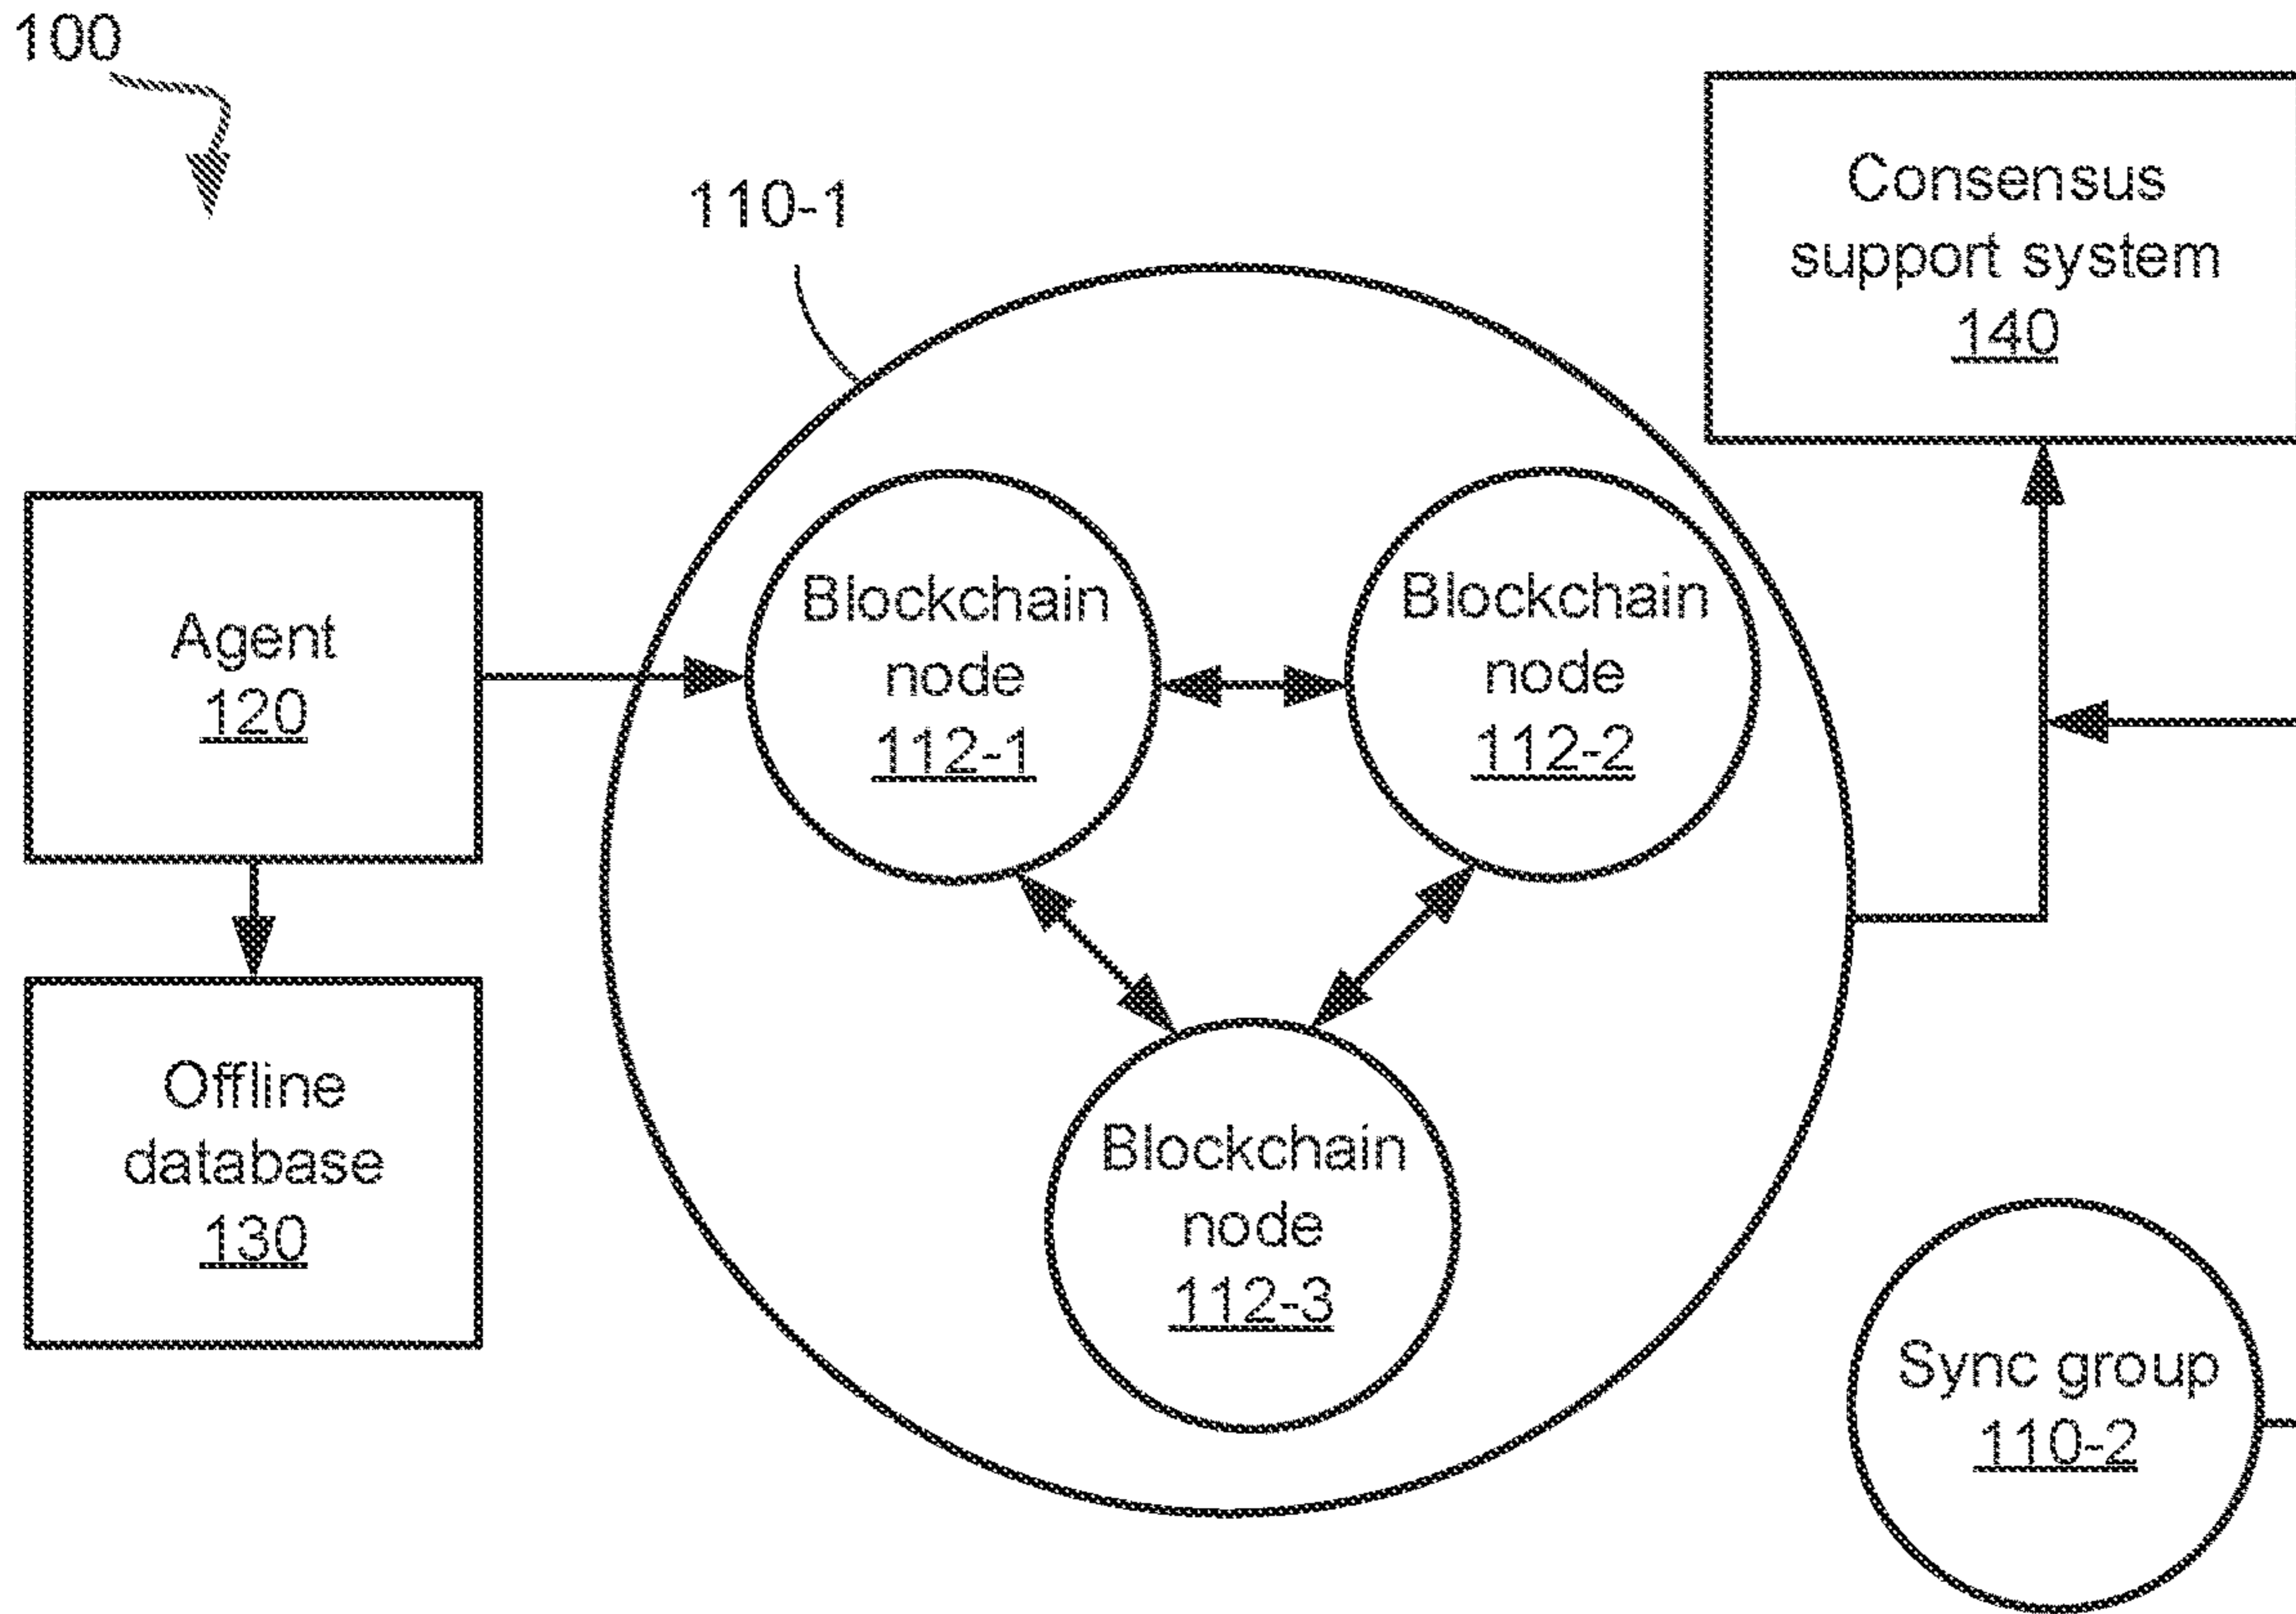 100
110-1
Consensus
support system
140
Agent
120
Blockchain
node
112-1
Blockchain
node
112-2
Offline
database
130
Blockchain
node
112-3
Sync group
110-2